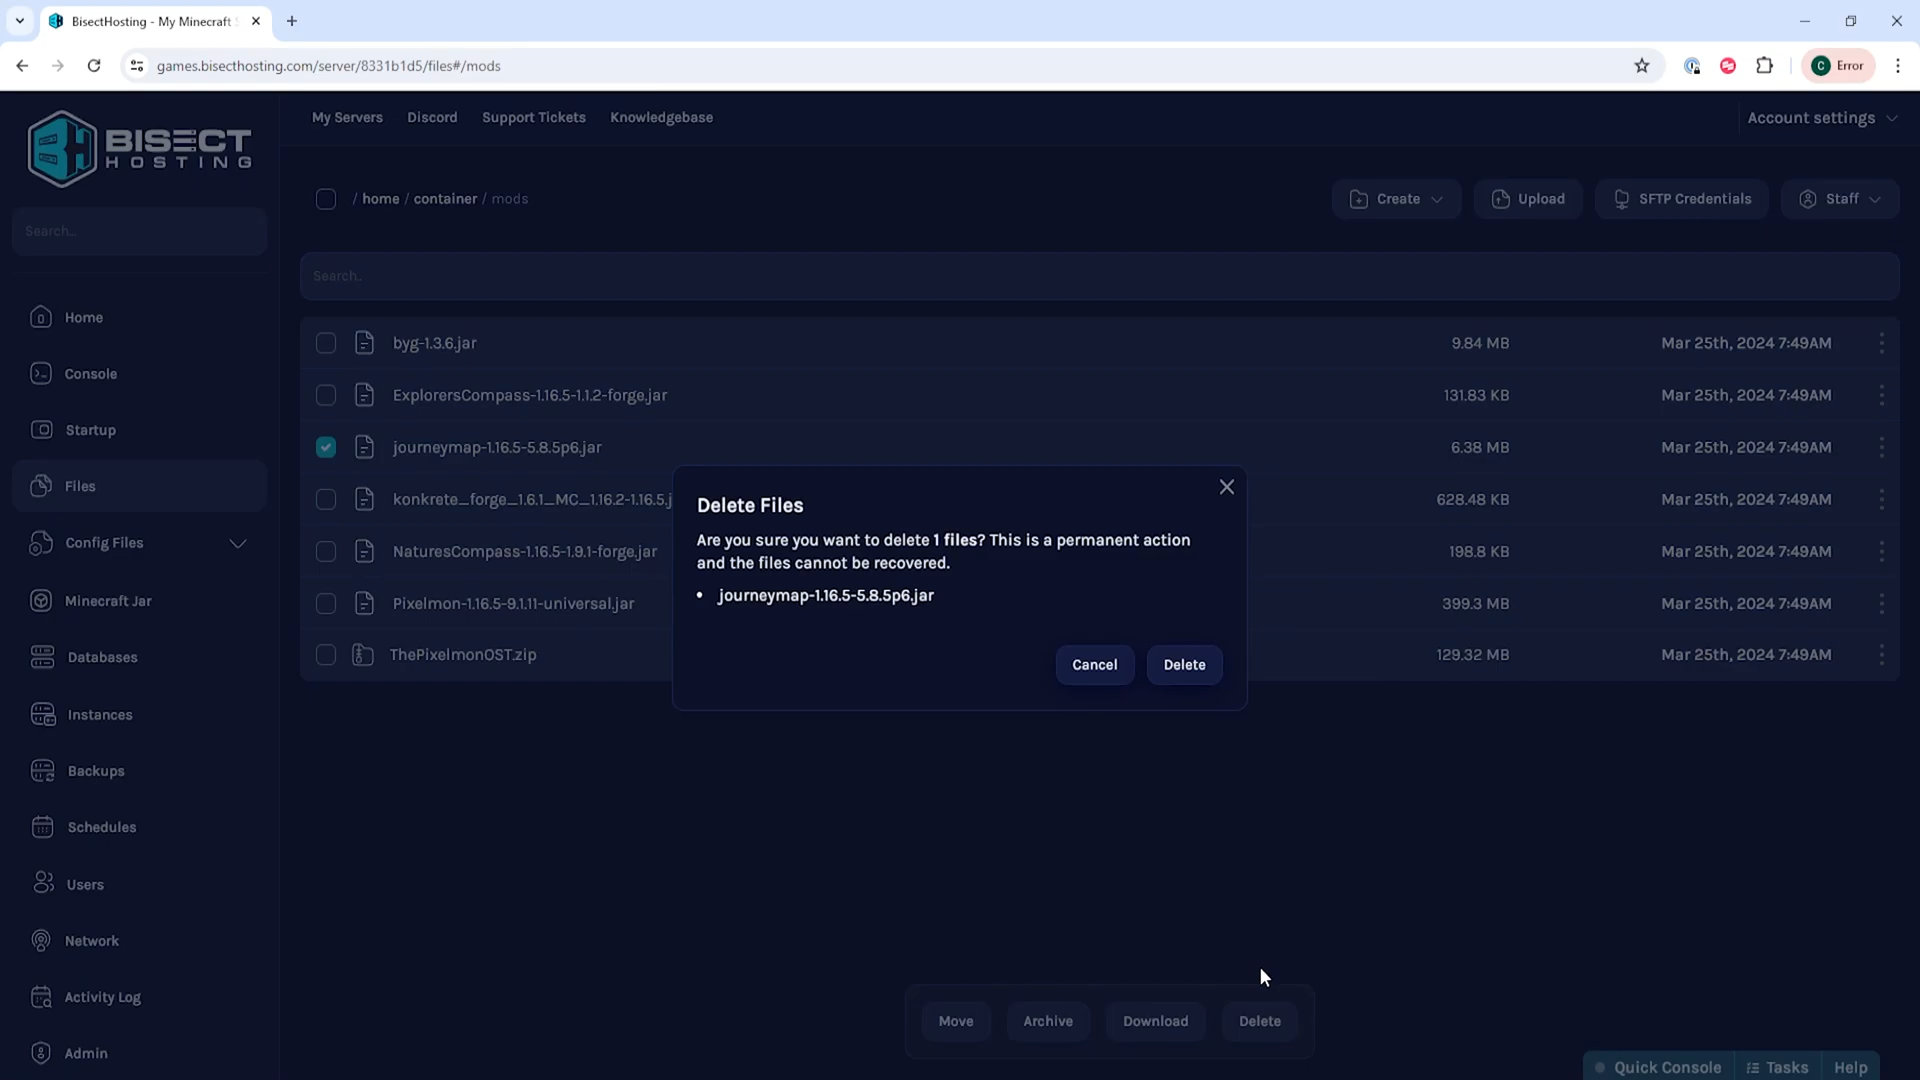 BisectHosting - My Minecraft S
games.bisecthosting.com/server/8331b1d5/files#/mods
C Error
BISECT
HOSTING
My Servers Discord Support Tickets Knowledgebase
Account settings
Search...
/ home / container / mods
Create Upload SFTP Credentials Staff
Search..
Home
Console
Startup
Files
Config Files
Minecraft Jar
Databases
Instances
Backups
Schedules
Users
Network
Activity Log
Admin
byg-1.3.6.jar 9.84 MB Mar 25th, 2024 7:49AM
ExplorersCompass-1.16.5-1.1.2-forge.jar 131.83 KB Mar 25th, 2024 7:49AM
journeymap-1.16.5-5.8.5p6.jar 6.38 MB Mar 25th, 2024 7:49AM
konkrete_forge_1.6.1_MC_1.16.2-1.16.5.j 628.48 KB Mar 25th, 2024 7:49AM
NaturesCompass-1.16.5-1.9.1-forge.jar 198.8 KB Mar 25th, 2024 7:49AM
Pixelmon-1.16.5-9.1.11-universal.jar 399.3 MB Mar 25th, 2024 7:49AM
ThePixelmonOST.zip 129.32 MB Mar 25th, 2024 7:49AM
Delete Files
Are you sure you want to delete 1 files? This is a permanent action
and the files cannot be recovered.
• journeymap-1.16.5-5.8.5p6.jar
Cancel Delete
Move Archive Download Delete
Quick Console Tasks Help